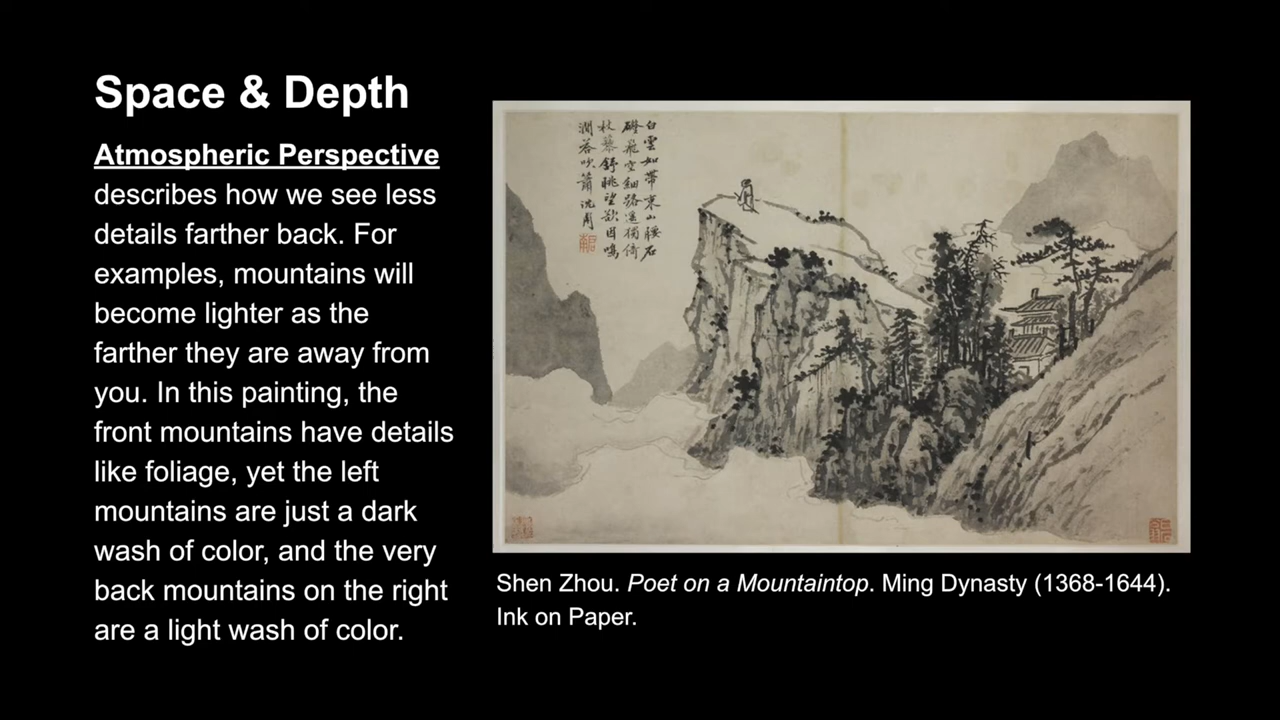 Space & Depth
Atmospheric Perspective
describes how we see less
details farther back. For
examples, mountains will
become lighter as the
farther they are away from
you. In this painting, the
front mountains have details
like foliage, yet the left
mountains are just a dark
wash of color, and the very
back mountains on the right
are a light wash of color.
白雲如帶束山腰石
磴飛空細路遙獨倚
杖藜舒眺望欲因鳴
澗答吹簫 沈周
Shen Zhou. Poet on a Mountaintop. Ming Dynasty (1368-1644).
Ink on Paper.